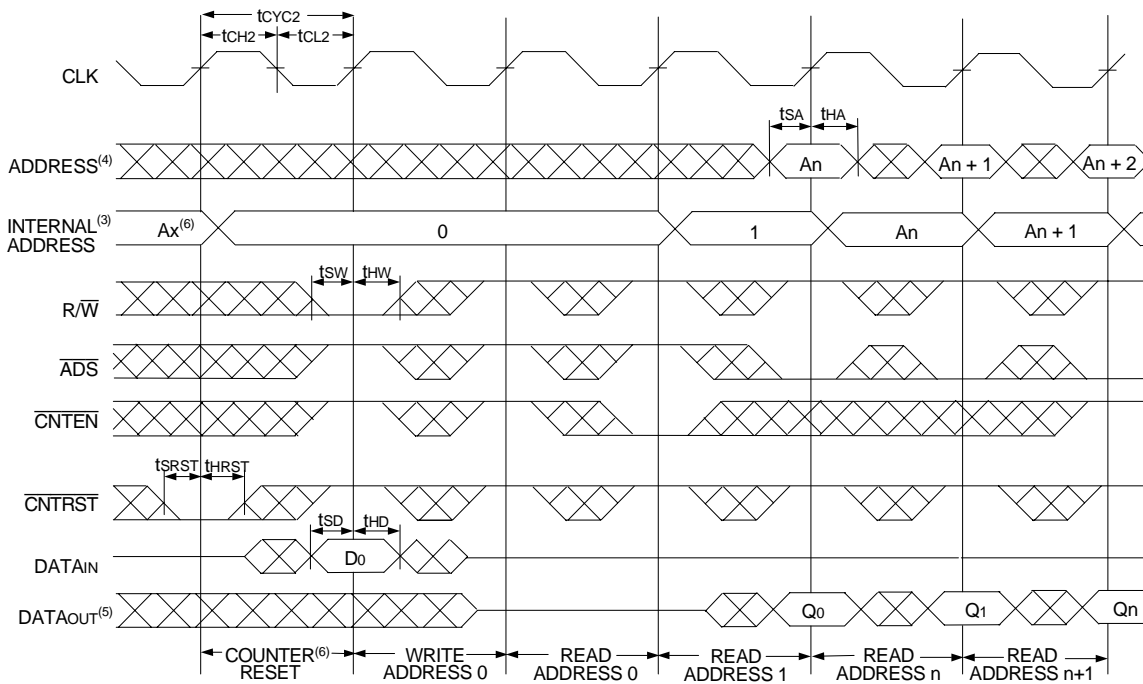 tCYC2
tCH2 tCL2
CLK
tSA tHA
ADDRESS(4) An An + 1 An + 2
INTERNAL(3)
ADDRESS Ax(6) 0 1 An An + 1
tSW tHW
R/W
ADS
CNTEN
tSRST tHRST
CNTRST
tSD tHD
DATAIN D0
DATAOUT(5) Q0 Q1 Qn
COUNTER(6) WRITE READ READ READ READ
RESET ADDRESS 0 ADDRESS 0 ADDRESS 1 ADDRESS n ADDRESS n+1